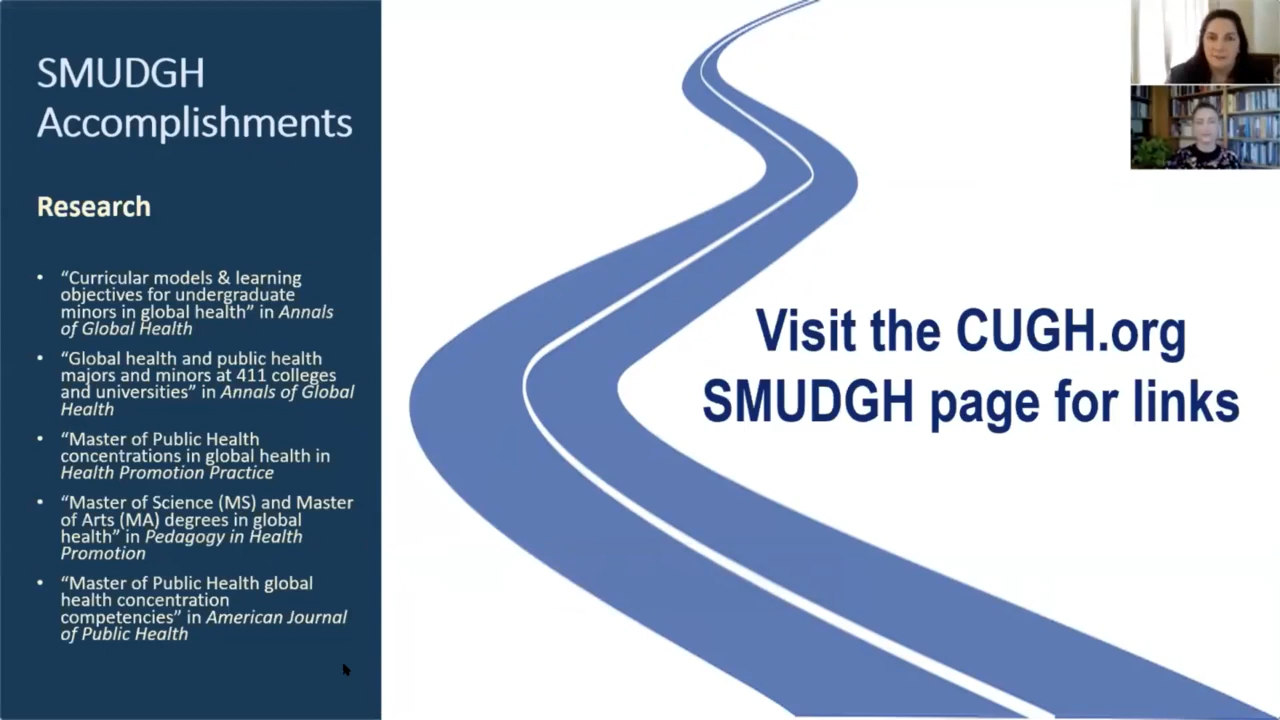 SMUDGH
Accomplishments
Research
• “Curricular models & learning
objectives for undergraduate
minors in global health” in Annals
of Global Health
• “Global health and public health
majors and minors at 411 colleges
and universities” in Annals of Global
Health
• “Master of Public Health
concentrations in global health in
Health Promotion Practice
• “Master of Science (MS) and Master
of Arts (MA) degrees in global
health” in Pedagogy in Health
Promotion
• “Master of Public Health global
health concentration
competencies” in American Journal
of Public Health
Visit the CUGH.org
SMUDGH page for links